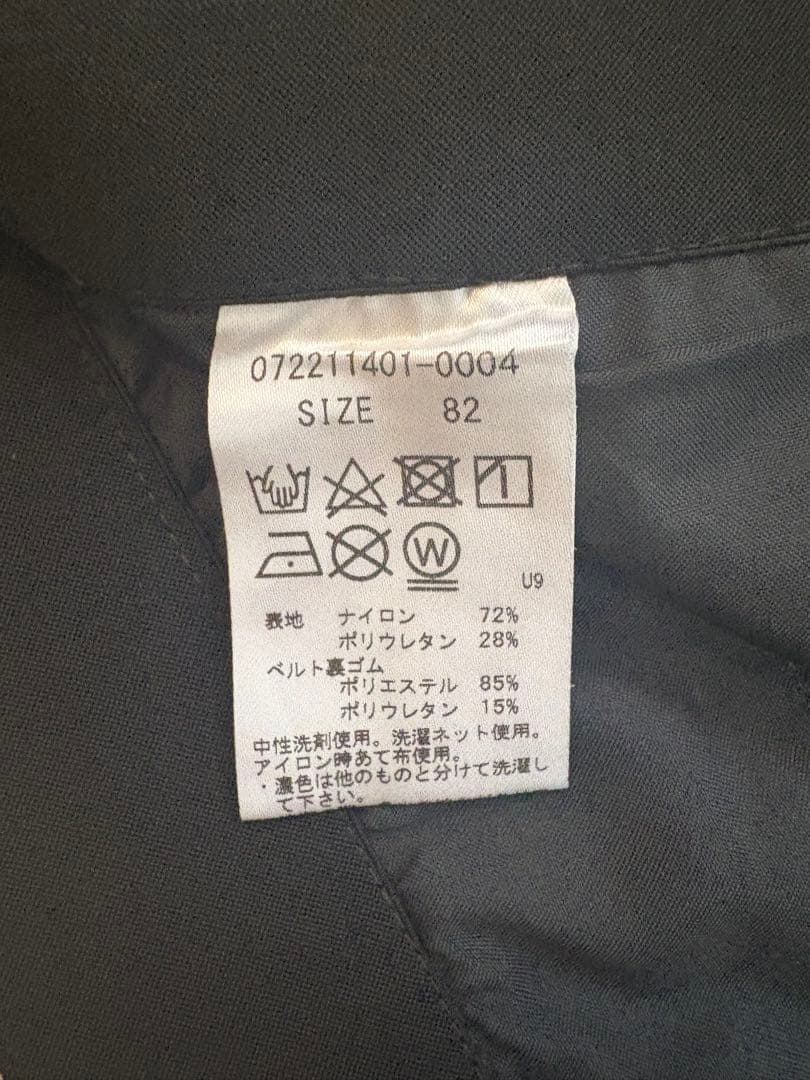 072211401-0004
SIZE 82
W
U9
表地 ナイロン 72%
ポリウレタン 28%
ベルト裏ゴム
ポリエステル 85%
ポリウレタン 15%
中性洗剤使用。洗濯ネット使用。
アイロン時あて布使用。
・濃色は他のものと分けて洗濯し
て下さい。